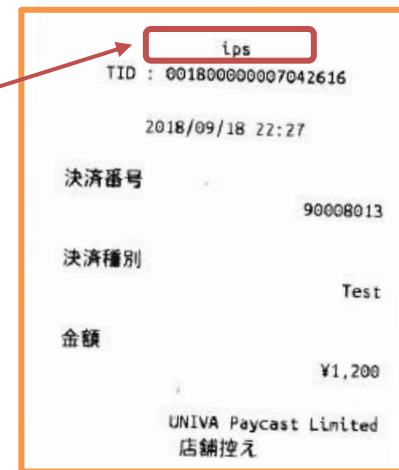 ips
TID : 001800000007042616
2018/09/18 22:27
決済番号
90008013
決済種別
Test
金額
¥1,200
UNIVA Paycast Limited
店舗控え